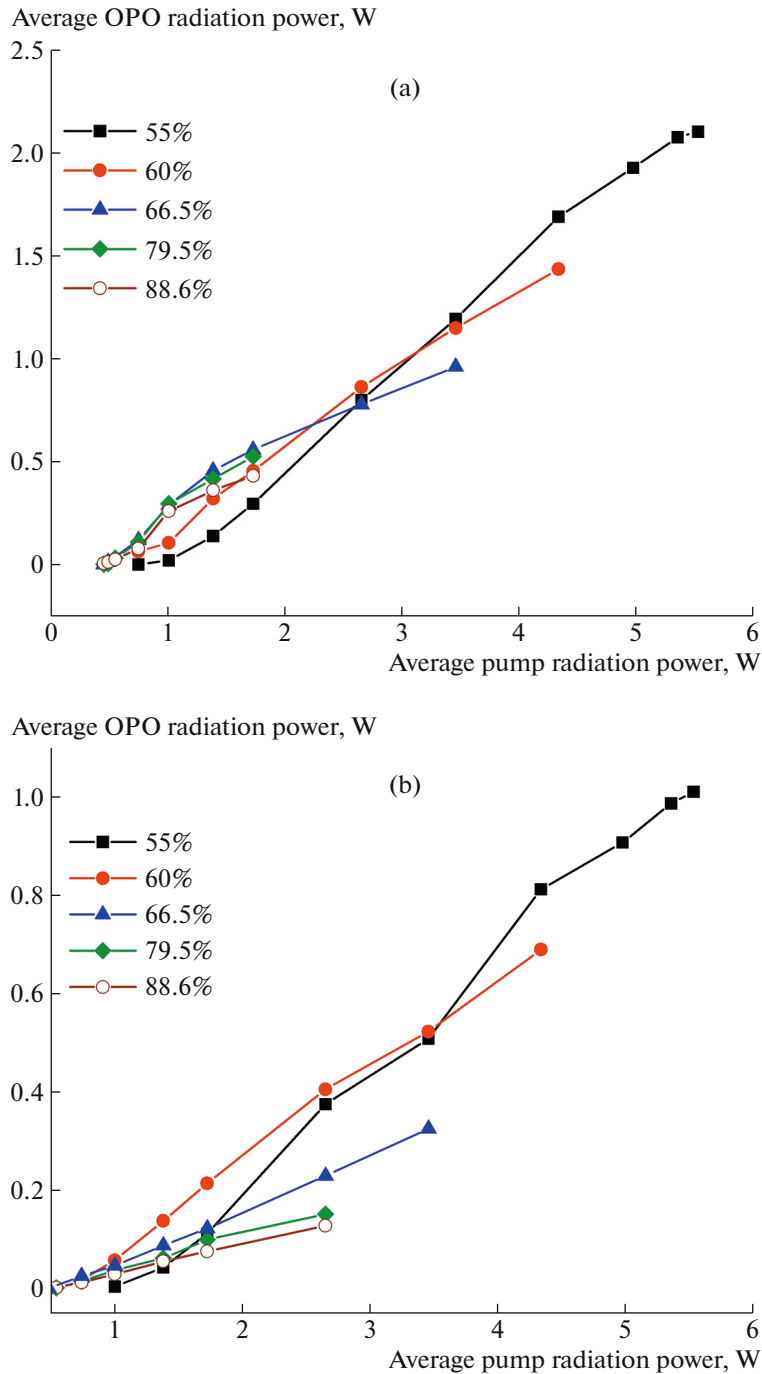 Average OPO radiation power, W
2.5
(a)
55%
2.0
60%
66.5%
1.5
79.5%
88.6%
1.0
0.5
0
0 1 2 3 4 5 6
Average pump radiation power, W
Average OPO radiation power, W
(b)
1.0
55%
60%
0.8
66.5%
79.5%
0.6
88.6%
0.4
0.2
0
1 2 3 4 5 6
Average pump radiation power, W